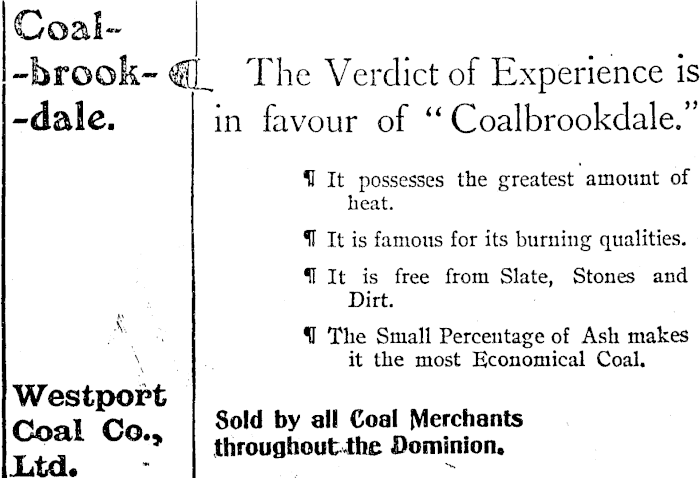 Coal-
-brook-
-dale.
Westport
Coal Co.,
Ltd.
¶ The Verdict of Experience is
in favour of "Coalbrookdale."
¶ It possesses the greatest amount of
heat.
¶ It is famous for its burning qualities.
¶ It is free from Slate, Stones and
Dirt.
¶ The Small Percentage of Ash makes
it the most Economical Coal.
Sold by all Coal Merchants
throughout the Dominion.